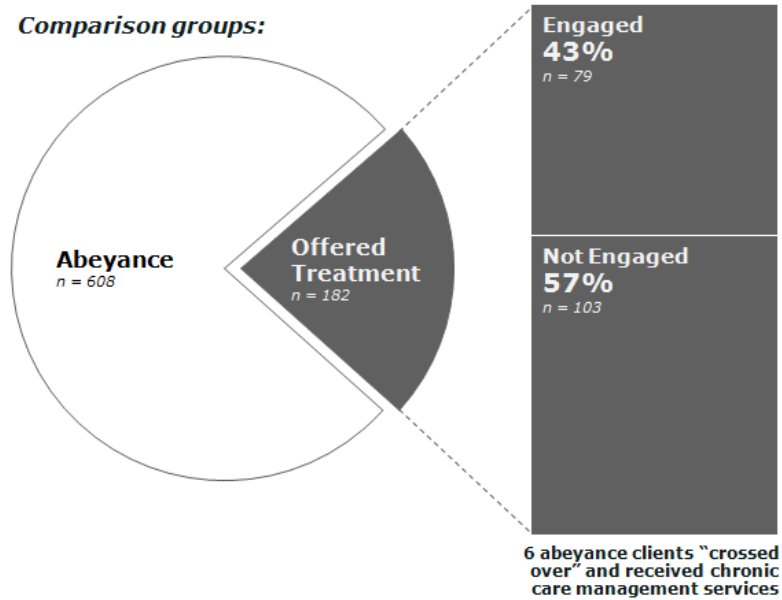 Comparison groups:
Engaged
43%
n = 79
Abeyance
n = 608
Offered
Treatment
n = 182
Not Engaged
57%
n = 103
6 abeyance clients “crossed
over” and received chronic
care management services